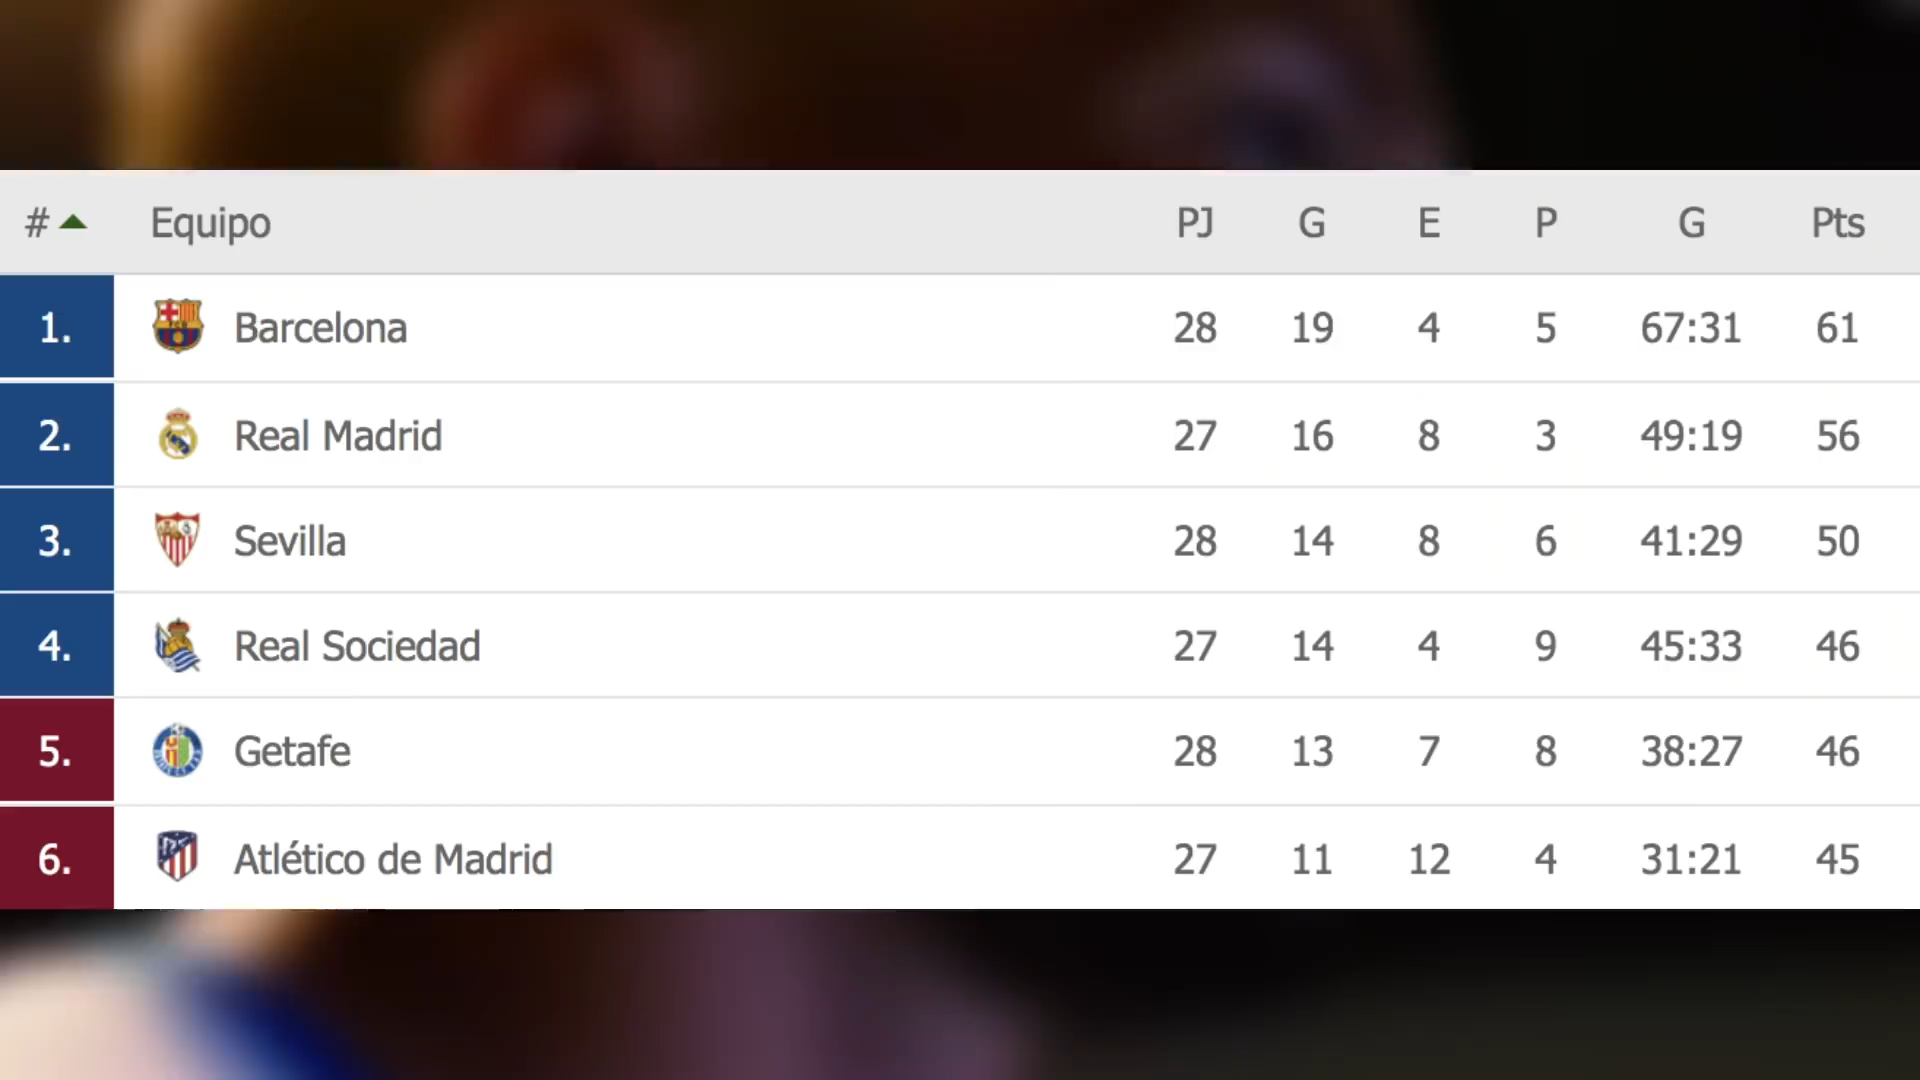 # Equipo PJ G E P G Pts
1. Barcelona 28 19 4 5 67:31 61
2. Real Madrid 27 16 8 3 49:19 56
3. Sevilla 28 14 8 6 41:29 50
4. Real Sociedad 27 14 4 9 45:33 46
5. Getafe 28 13 7 8 38:27 46
6. Atlético de Madrid 27 11 12 4 31:21 45